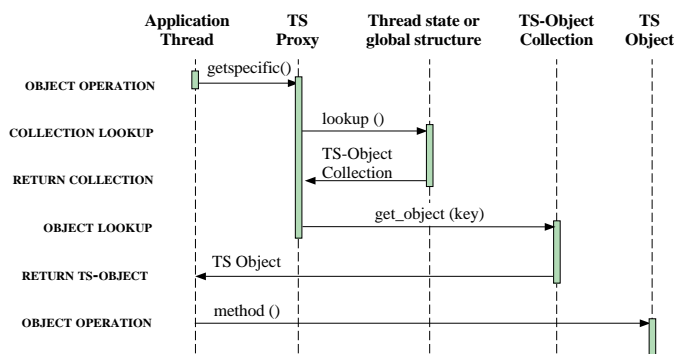 Application Thread
TS Proxy
Thread state or global structure
TS-Object Collection
TS Object
OBJECT OPERATION
getspecific()
COLLECTION LOOKUP
lookup ()
TS-Object
Collection
RETURN COLLECTION
OBJECT LOOKUP
get_object (key)
RETURN TS-OBJECT
TS Object
OBJECT OPERATION
method ()